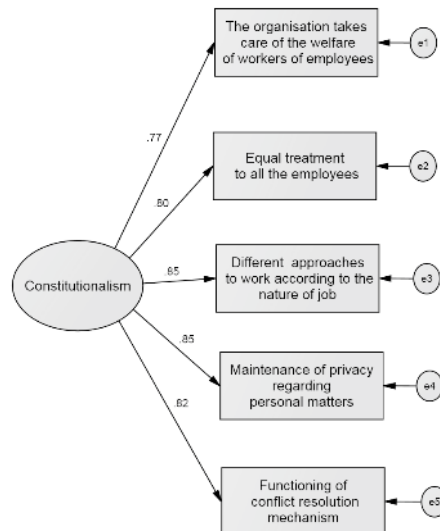 The organisation takes
care of the welfare
of workers of employees
e1
.77
Equal treatment
to all the employees
e2
.80
Different approaches
to work according to the
nature of job
e3
.85
Constitutionalism
.85
Maintenance of privacy
regarding
personal matters
e4
.82
Functioning of
conflict resolution
mechanism
e5